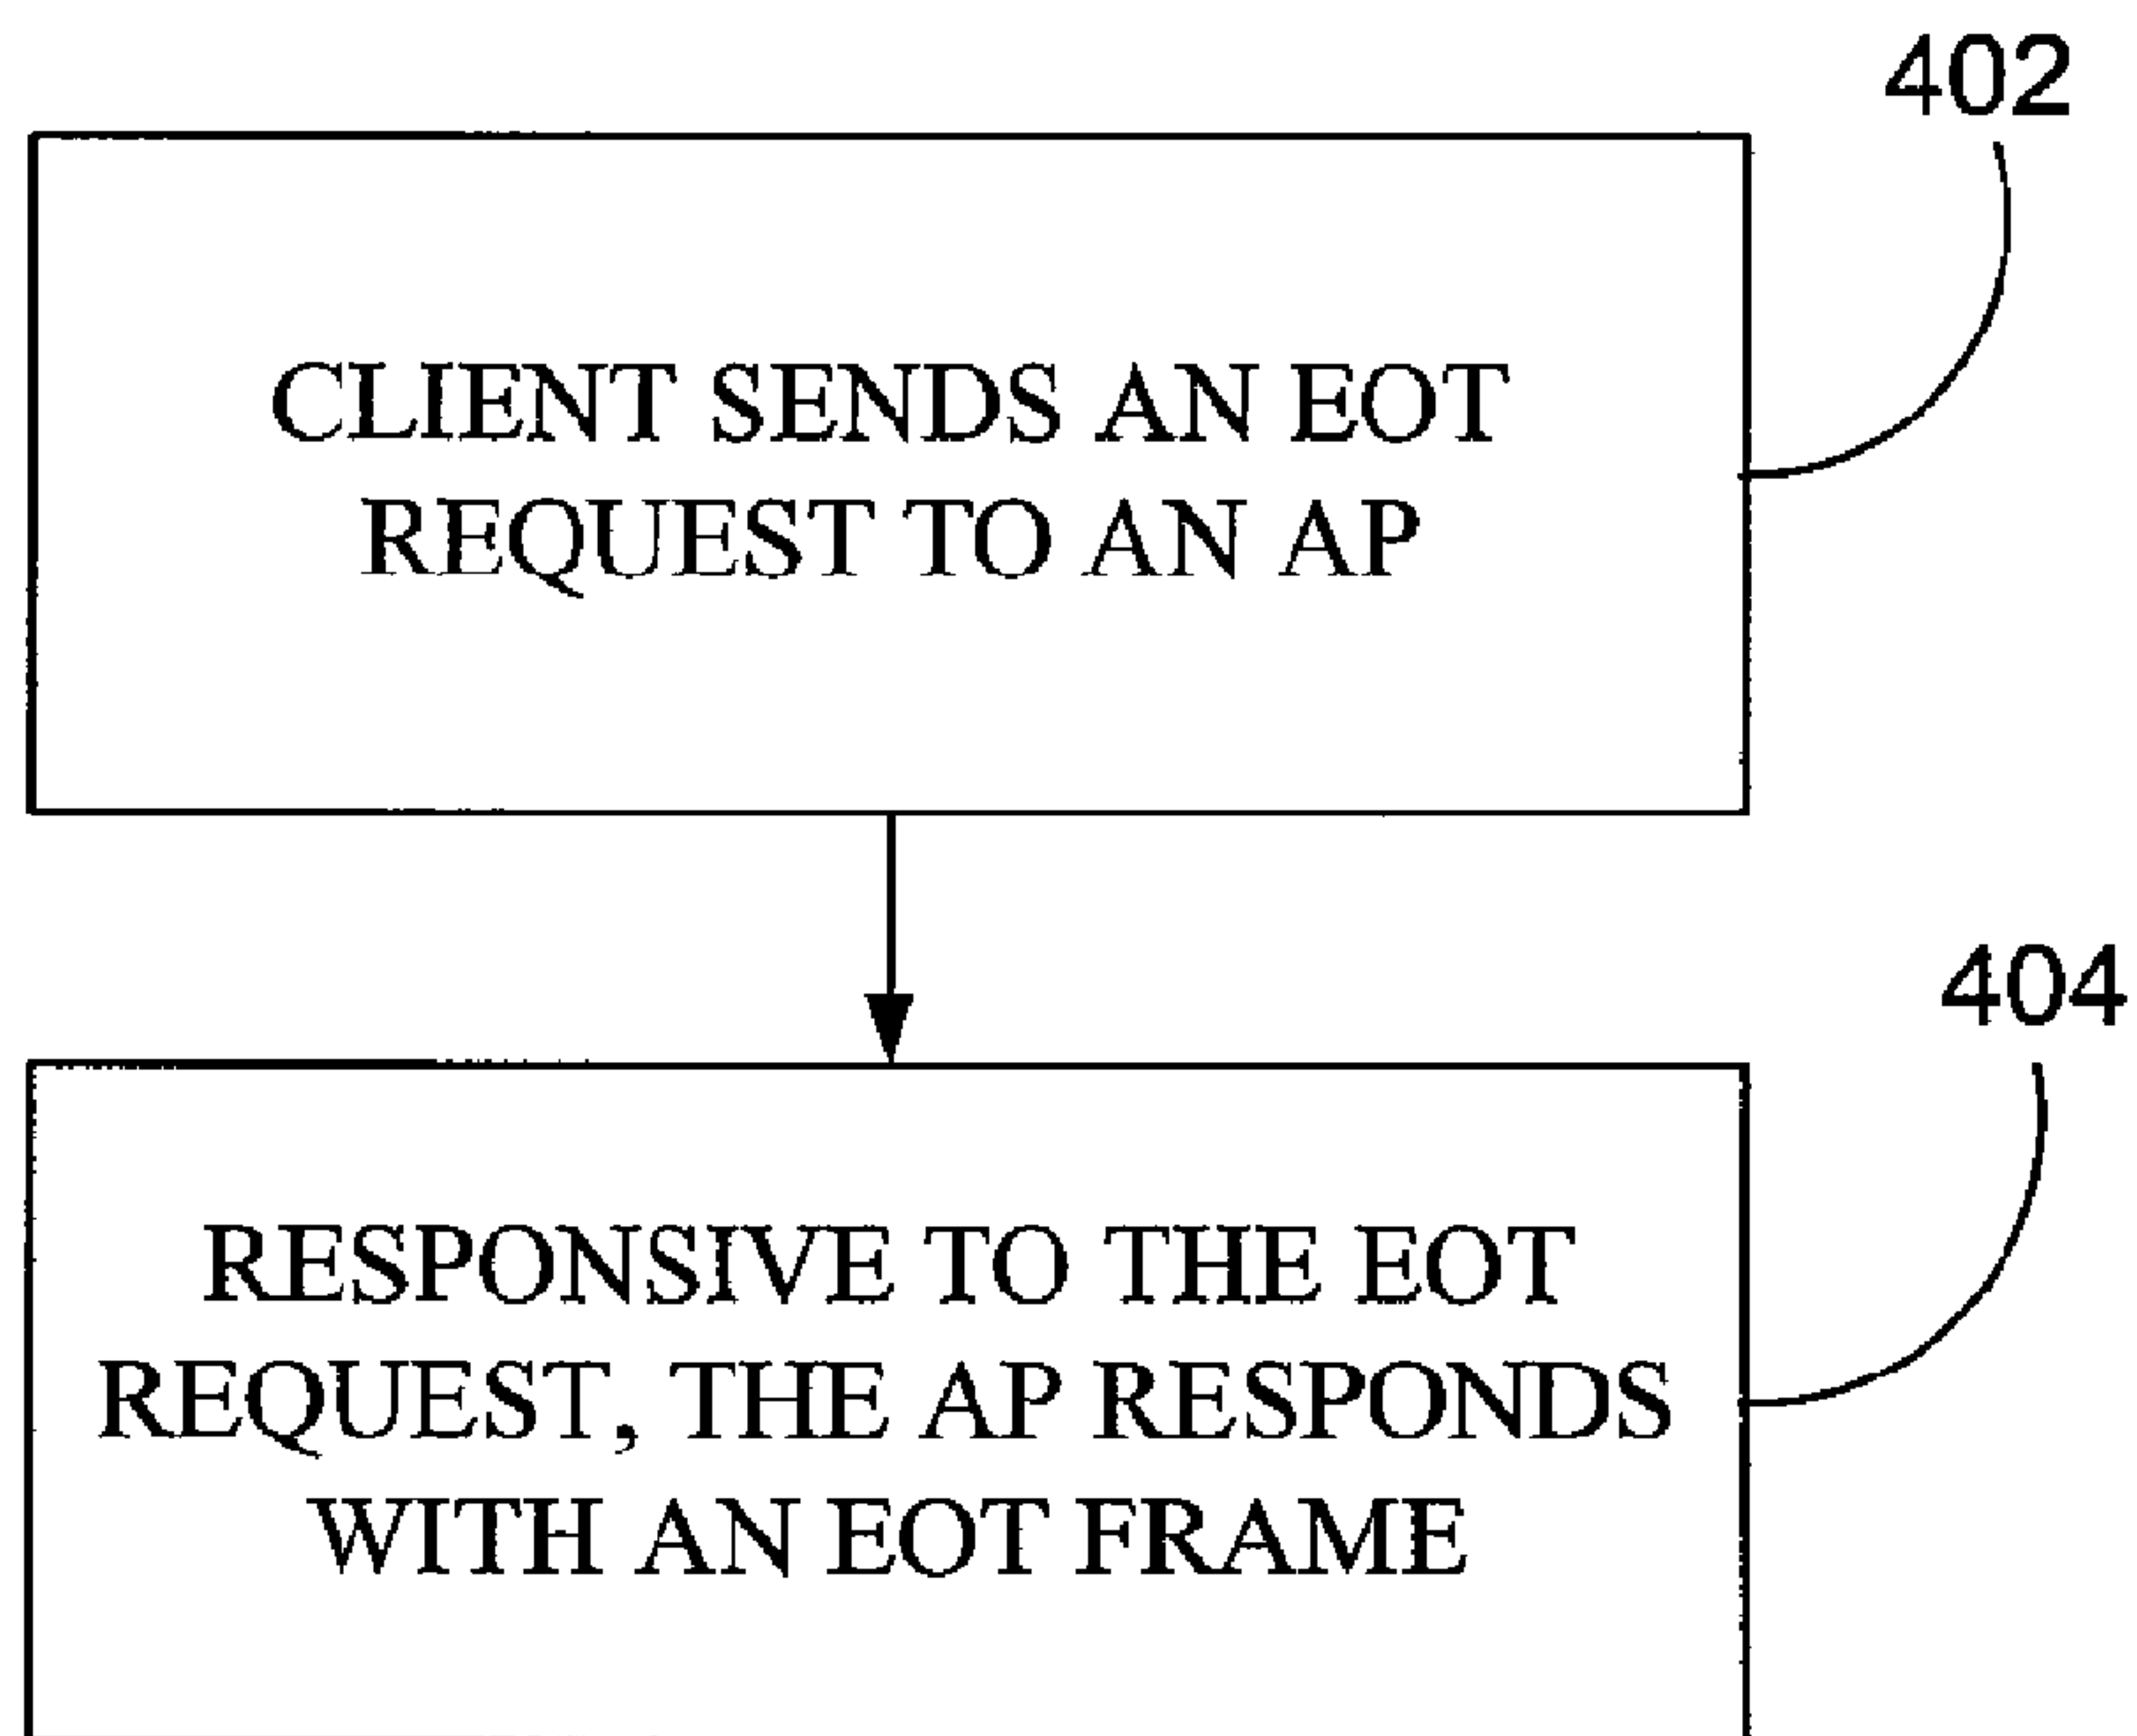 402
CLIENT SENDS AN EOT
REQUEST TO AN AP
404
RESPONSIVE TO THE EOT
REQUEST, THE AP RESPONDS
WITH AN EOT FRAME